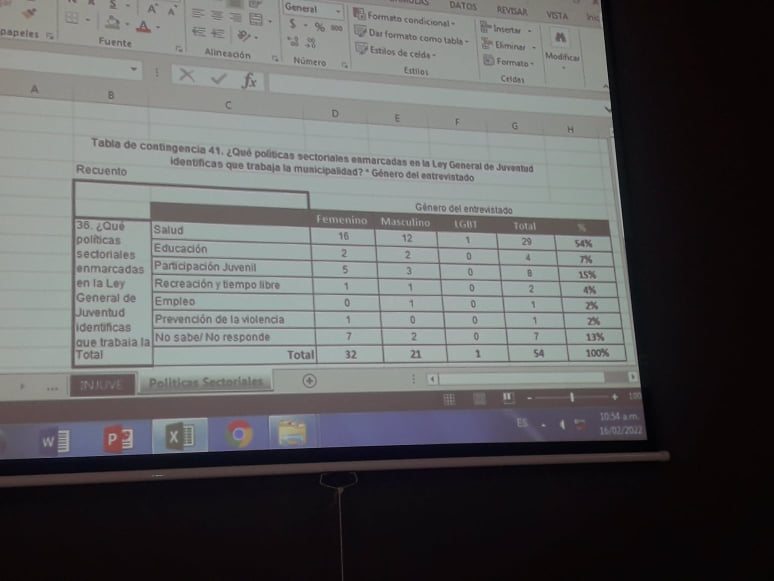 DATOS
REVISAR
VISTA
Inic
papeles
Fuente
Alineación
General
$ - % 000
Número
Formato condicional
Dar formato como tabla
Estilos de celda
Estilos
Insertar
Eliminar
Formato
Celdas
Modificar
fx
A B C D E F G H
Tabla de contingencia 41. ¿Qué políticas sectoriales enmarcadas en la Ley General de Juventud
identificas que trabaja la municipalidad? * Género del entrevistado
Recuento
Género del entrevistado
Femenino Masculino LGBT Total %
36. ¿Qué
políticas
sectoriales
enmarcadas
en la Ley
General de
Juventud
identificas
que trabaja la
Salud 16 12 1 29 54%
Educación 2 2 0 4 7%
Participación Juvenil 5 3 0 8 15%
Recreación y tiempo libre 1 1 0 2 4%
Empleo 0 1 0 1 2%
Prevención de la violencia 1 0 0 1 2%
No sabe/ No responde 7 2 0 7 13%
Total Total 32 21 1 54 100%
... INJUVE Politicas Sectoriales
100
W P X
ES
10:54 a.m.
16/02/2022